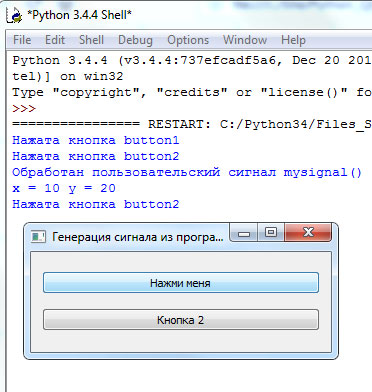 *Python 3.4.4 Shell*
File Edit Shell Debug Options Window Help
Python 3.4.4 (v3.4.4:737efcadf5a6, Dec 20 201
tel)] on win32
Type "copyright", "credits" or "license()" fo
>>>
================ RESTART: C:/Python34/Files_S
Нажата кнопка button1
Нажата кнопка button2
Обработан пользовательский сигнал mysignal()
x = 10 y = 20
Нажата кнопка button2
Генерация сигнала из програ...
Нажми меня
Кнопка 2